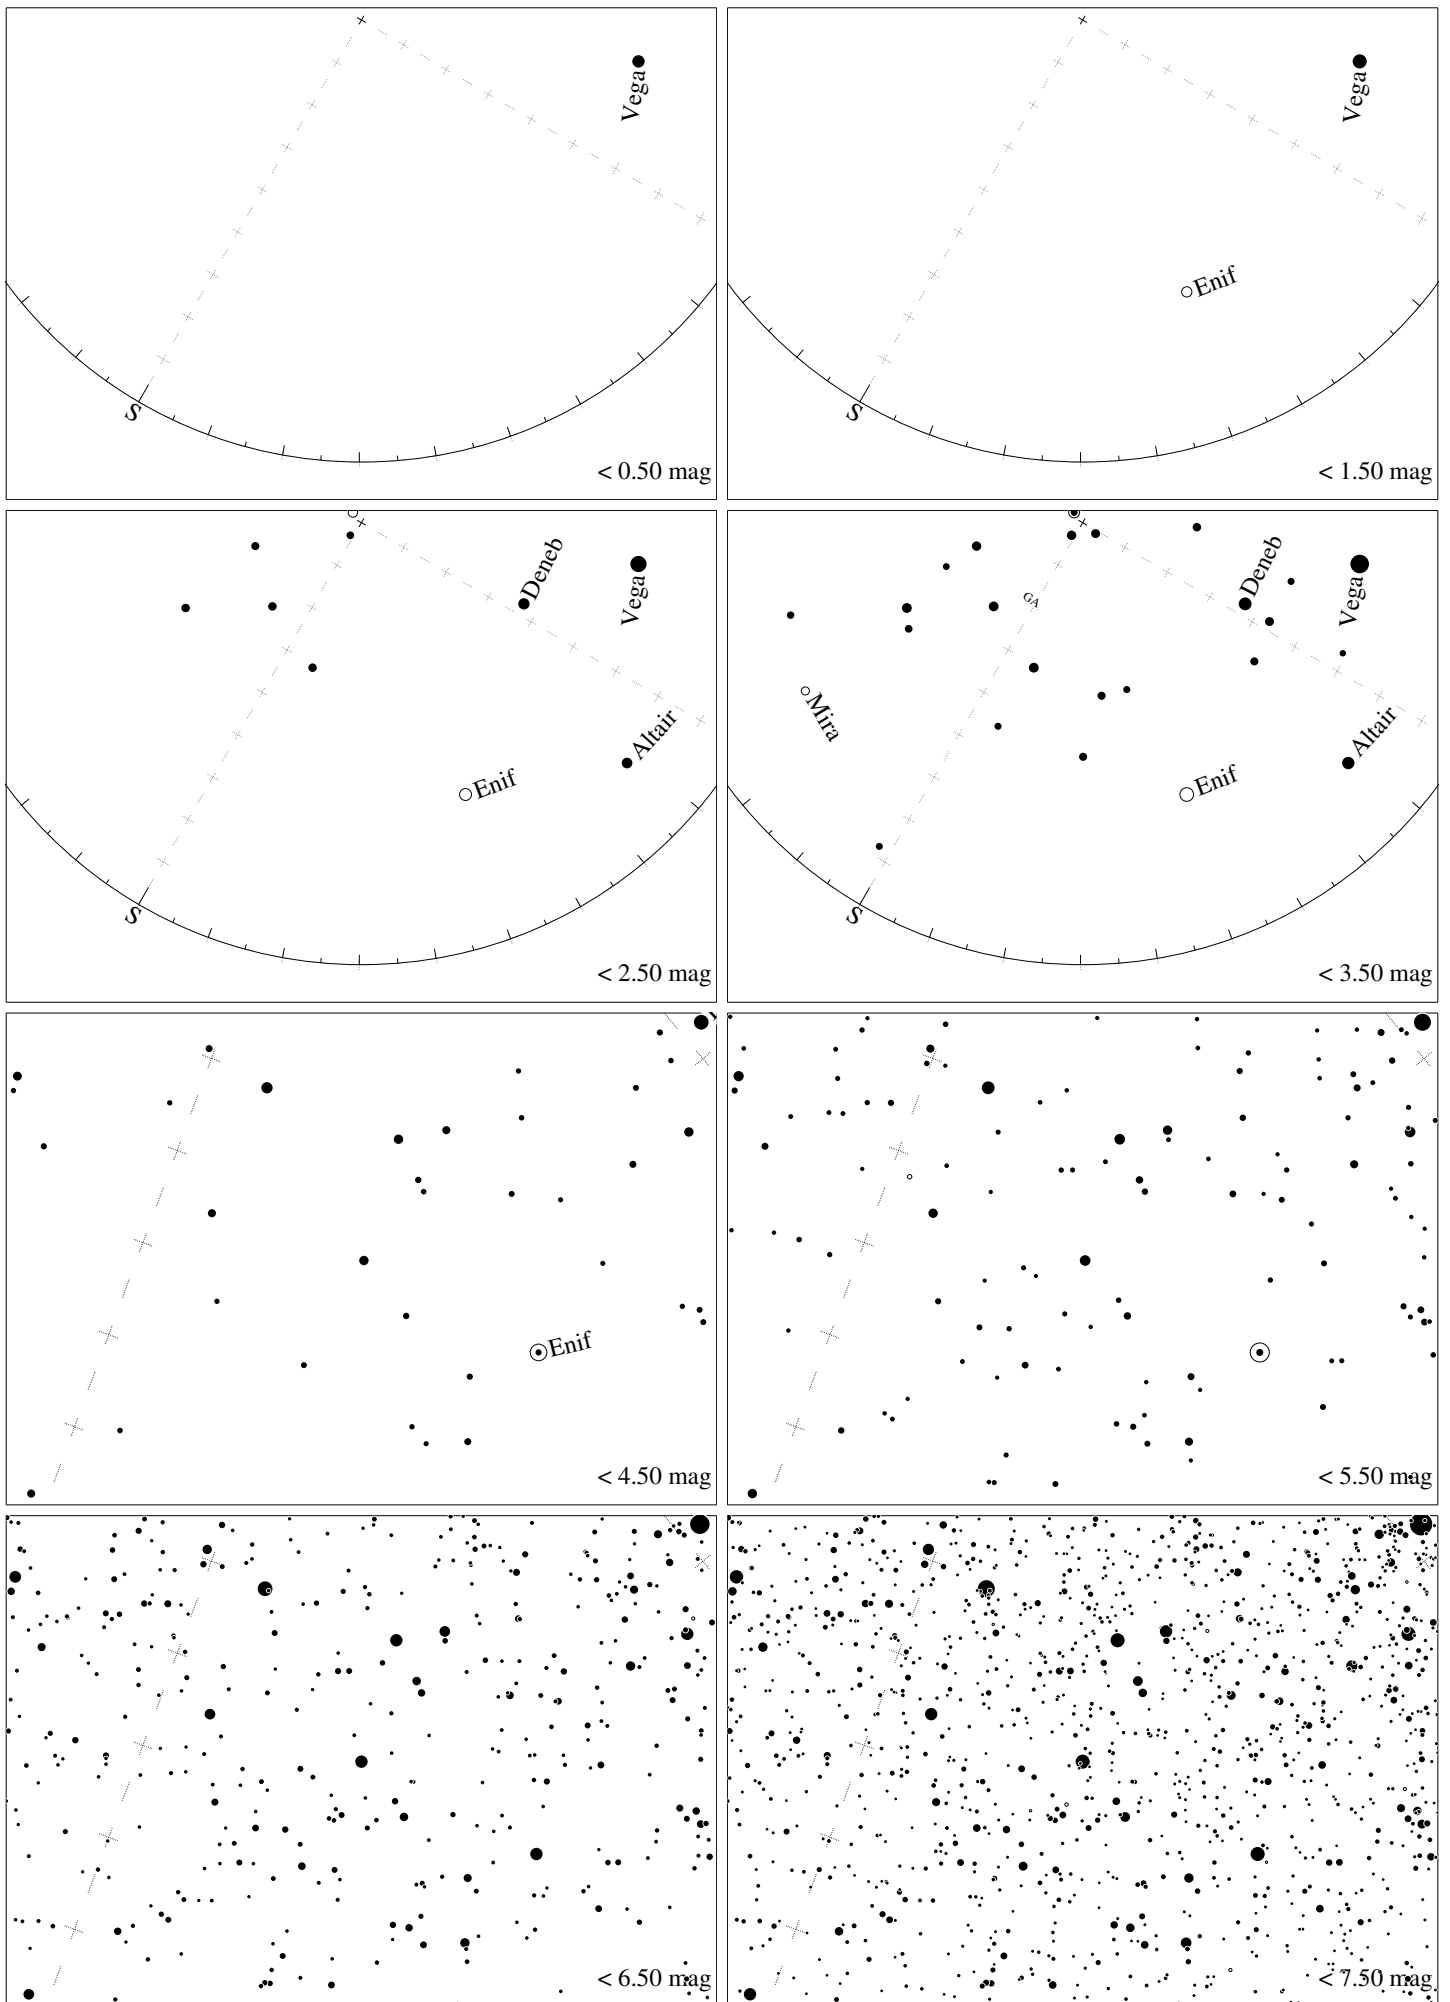 Vega
S
< 0.50 mag
Vega
Enif
S
< 1.50 mag
Deneb
Vega
Altair
Enif
S
< 2.50 mag
Deneb
Vega
GA
Mira
Altair
Enif
S
< 3.50 mag
Enif
< 4.50 mag
< 5.50 mag
< 6.50 mag
< 7.50 mag